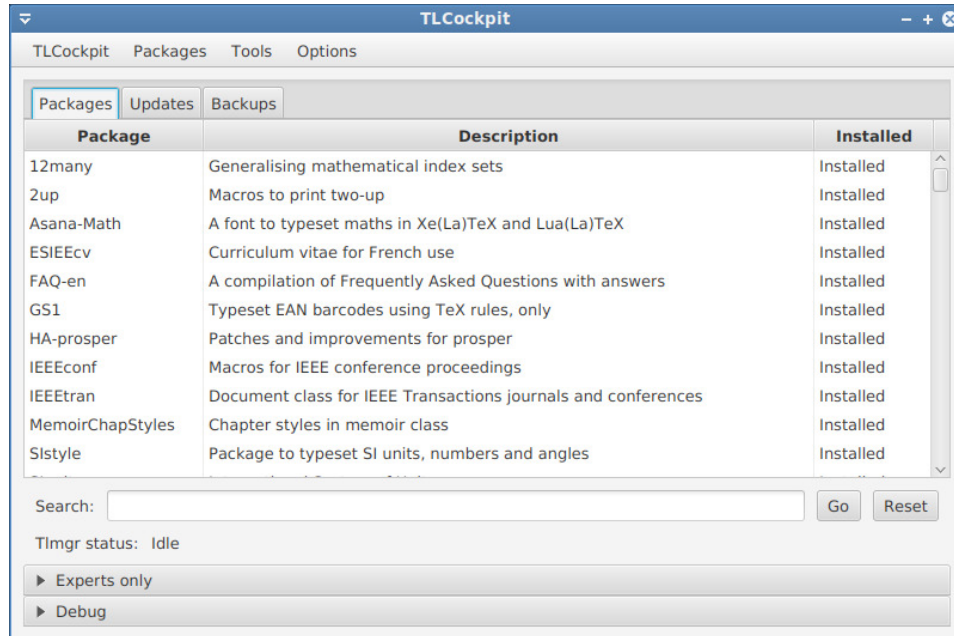 TLCockpit
TLCockpit Packages Tools Options
Packages Updates Backups
Package Description Installed
12many Generalising mathematical index sets Installed
2up Macros to print two-up Installed
Asana-Math A font to typeset maths in Xe(La)TeX and Lua(La)TeX Installed
ESIEEcv Curriculum vitae for French use Installed
FAQ-en A compilation of Frequently Asked Questions with answers Installed
GS1 Typeset EAN barcodes using TeX rules, only Installed
HA-prosper Patches and improvements for prosper Installed
IEEEconf Macros for IEEE conference proceedings Installed
IEEEtran Document class for IEEE Transactions journals and conferences Installed
MemoirChapStyles Chapter styles in memoir class Installed
SIstyle Package to typeset SI units, numbers and angles Installed
Search: Go Reset
Tlmgr status: Idle
Experts only
Debug